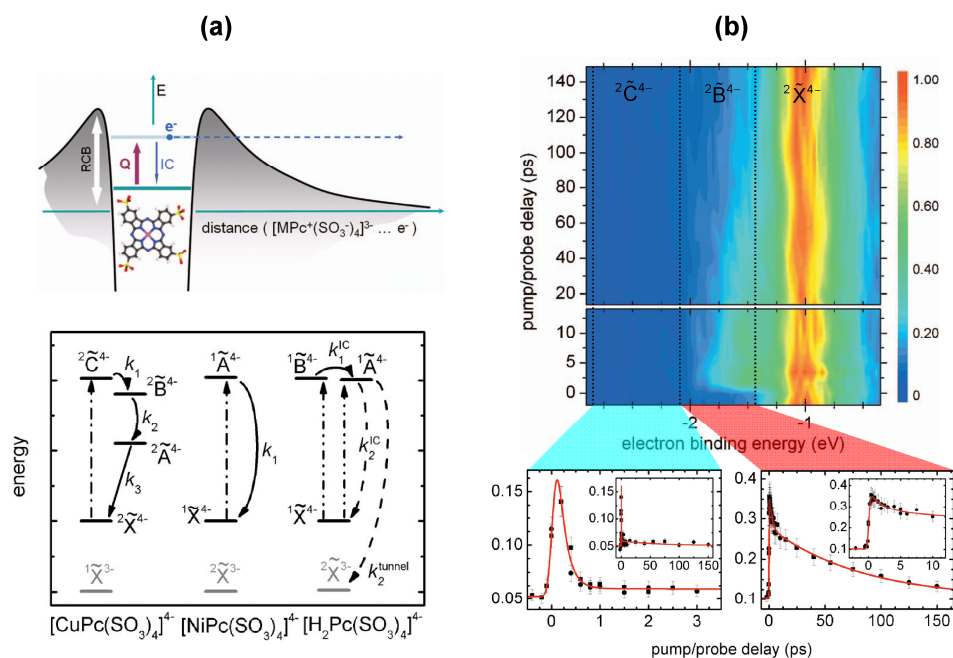 (a)
(b)
E
e-
RCB
Q
IC
distance ( [MPc⁺(SO₃⁻)₄]³⁻ ... e⁻)
energy
²C̃⁴⁻
k₁
²B̃⁴⁻
k₂
²Ã⁴⁻
k₃
²X̃⁴⁻
¹X̃³⁻
[CuPc(SO₃)₄]⁴⁻
¹Ã⁴⁻
k₁
¹X̃⁴⁻
²X̃³⁻
[NiPc(SO₃)₄]⁴⁻
¹B̃⁴⁻
k₁ᴵᶜ
¹Ã⁴⁻
k₂ᴵᶜ
¹X̃⁴⁻
k₂ᵗᵘⁿⁿᵉˡ
²X̃³⁻
[H₂Pc(SO₃)₄]⁴⁻
pump/probe delay (ps)
140
120
100
80
60
40
20
10
5
0
²C̃⁴⁻
²B̃⁴⁻
²X̃⁴⁻
1.00
0.80
0.60
0.40
0.20
0
-2
-1
electron binding energy (eV)
0.15
0.10
0.05
0
1
2
3
0.15
0.10
0.05
0
50
100
150
0.4
0.3
0.2
0.1
0
50
100
150
0.4
0.3
0.2
0.1
0
5
10
pump/probe delay (ps)